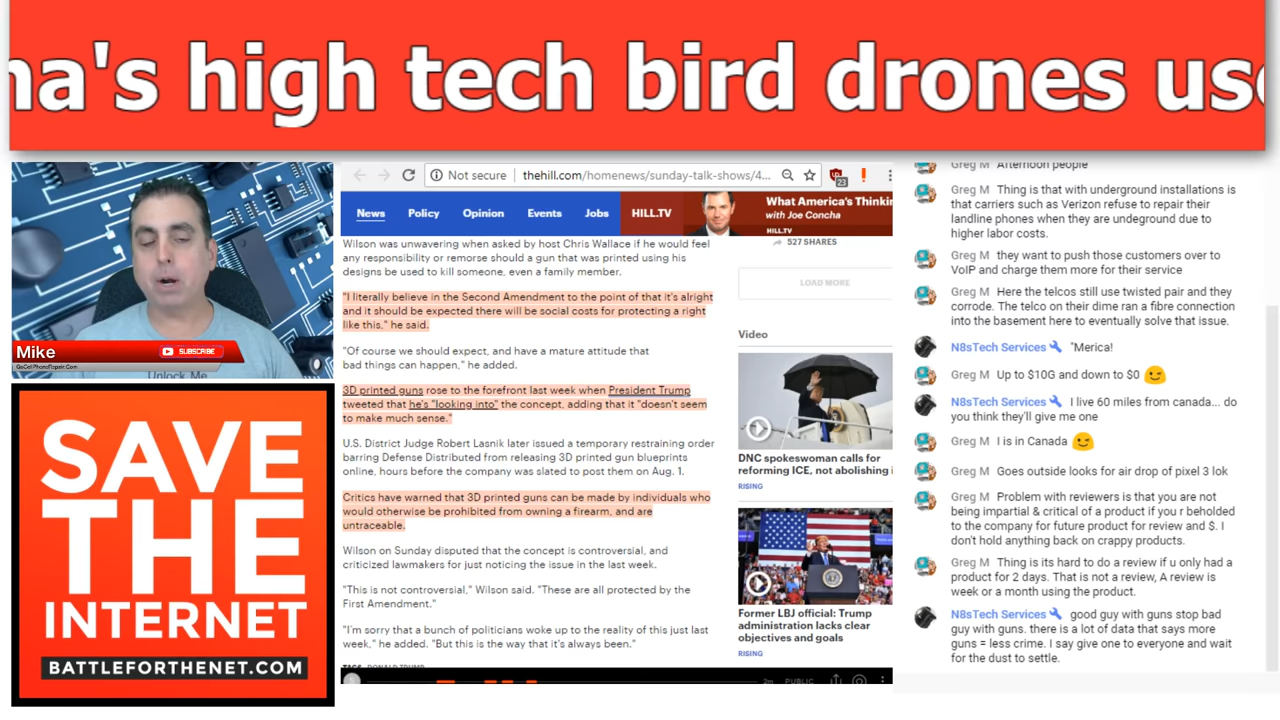 na's high tech bird drones us
Mike
SUBSCRIBE
GoCellPhoneRepair.Com
Unlock Me
SAVE
THE
INTERNET
BATTLEFORTHENET.COM
Not secure
thehill.com/homenews/sunday-talk-shows/4...
23
News
Policy
Opinion
Events
Jobs
HILL.TV
What America's Thinkin
with Joe Concha
HILL.TV
Wilson was unwavering when asked by host Chris Wallace if he would feel
any responsibility or remorse should a gun that was printed using his
designs be used to kill someone, even a family member.
"I literally believe in the Second Amendment to the point of that it's alright
and it should be expected there will be social costs for protecting a right
like this," he said.
"Of course we should expect, and have a mature attitude that
bad things can happen," he added.
3D printed guns rose to the forefront last week when President Trump
tweeted that he's "looking into" the concept, adding that it "doesn't seem
to make much sense."
U.S. District Judge Robert Lasnik later issued a temporary restraining order
barring Defense Distributed from releasing 3D printed gun blueprints
online, hours before the company was slated to post them on Aug. 1.
Critics have warned that 3D printed guns can be made by individuals who
would otherwise be prohibited from owning a firearm, and are
untraceable.
Wilson on Sunday disputed that the concept is controversial, and
criticized lawmakers for just noticing the issue in the last week.
"This is not controversial," Wilson said. "These are all protected by the
First Amendment."
"I'm sorry that a bunch of politicians woke up to the reality of this just last
week," he added. "But this is the way that it's always been."
TAGS DONALD TRUMP
527 SHARES
LOAD MORE
Video
DNC spokeswoman calls for
reforming ICE, not abolishing i
RISING
Former LBJ official: Trump
administration lacks clear
objectives and goals
RISING
2m PUBLIC
Greg M Afternoon people
Greg M Thing is that with underground installations is
that carriers such as Verizon refuse to repair their
landline phones when they are undeground due to
higher labor costs.
Greg M they want to push those customers over to
VoIP and charge them more for their service
Greg M Here the telcos still use twisted pair and they
corrode. The telco on their dime ran a fibre connection
into the basement here to eventually solve that issue.
N8sTech Services "Merica!
Greg M Up to $10G and down to $0 😉
N8sTech Services I live 60 miles from canada... do
you think they'll give me one
Greg M I is in Canada 😉
Greg M Goes outside looks for air drop of pixel 3 lok
Greg M Problem with reviewers is that you are not
being impartial & critical of a product if you r beholded
to the company for future product for review and $. I
don't hold anything back on crappy products.
Greg M Thing is its hard to do a review if u only had a
product for 2 days. That is not a review, A review is
week or a month using the product.
N8sTech Services good guy with guns stop bad
guy with guns. there is a lot of data that says more
guns = less crime. I say give one to everyone and wait
for the dust to settle.